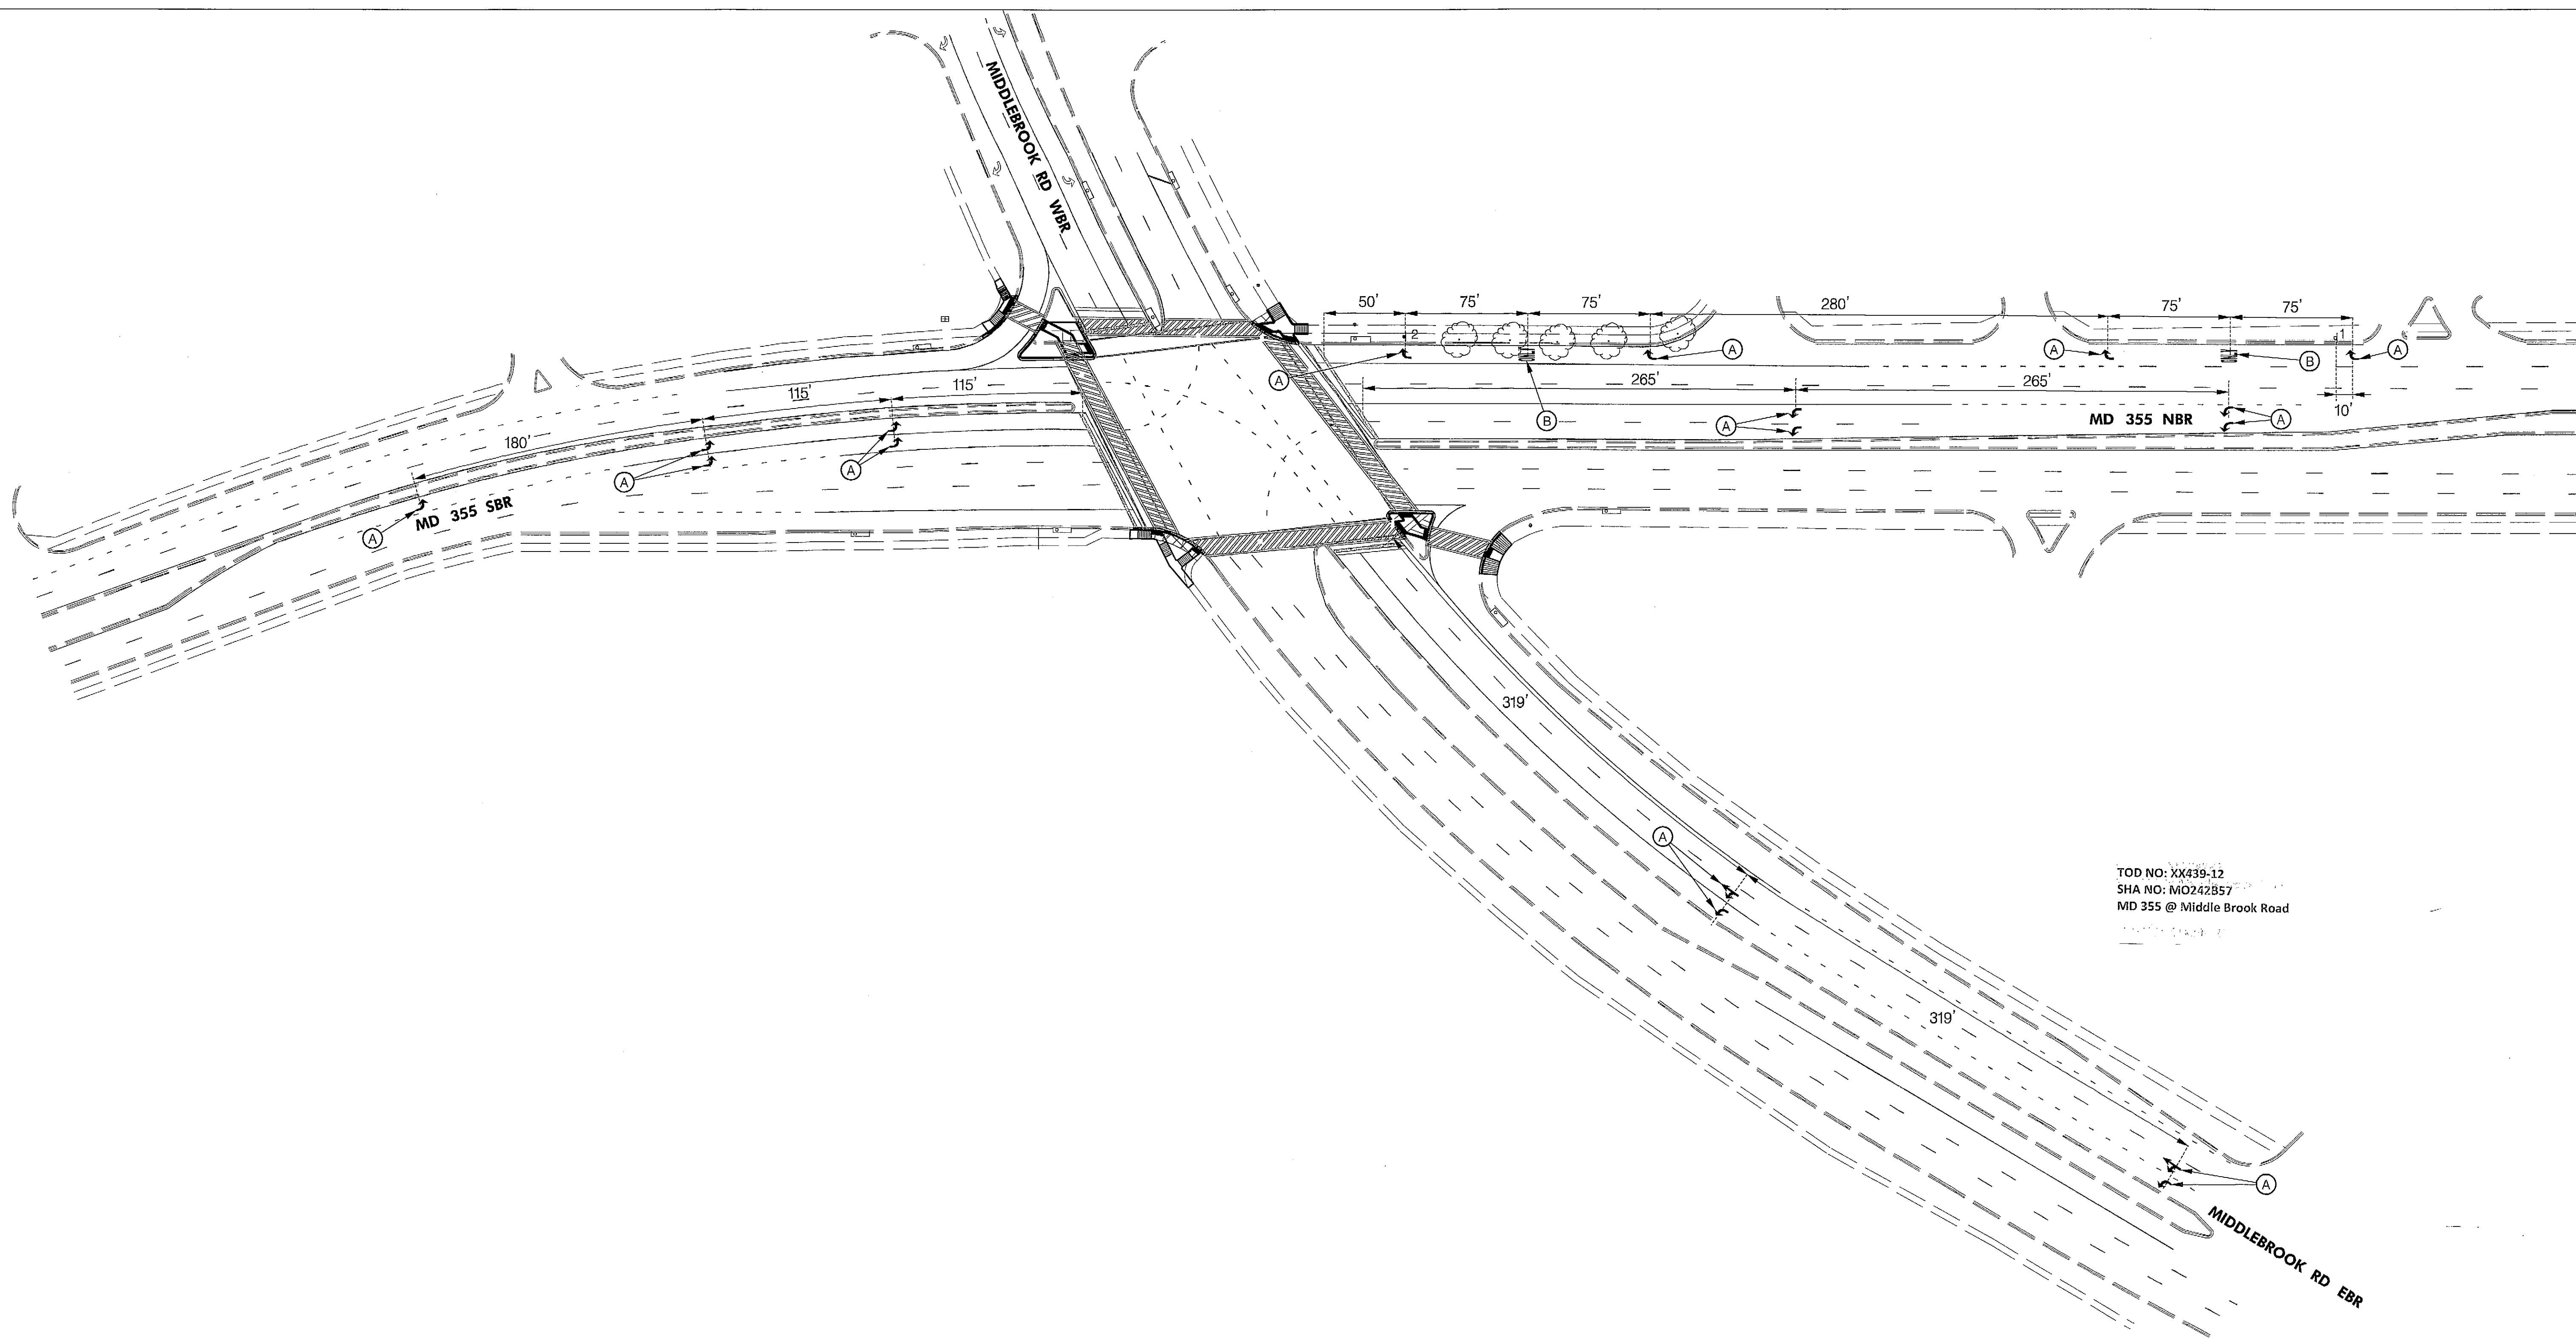 MIDDLEBROOK RD WBR
50'
75'
75'
280'
75'
75'
2
1
A
A
A
B
A
A
265'
265'
10'
B
A
A
MD 355 NBR
115'
115'
180'
A
A
A
MD 355 SBR
319'
A
319'
A
TOD NO: XX439-12
SHA NO: MO242B57
MD 355 @ Middle Brook Road
MIDDLEBROOK RD EBR